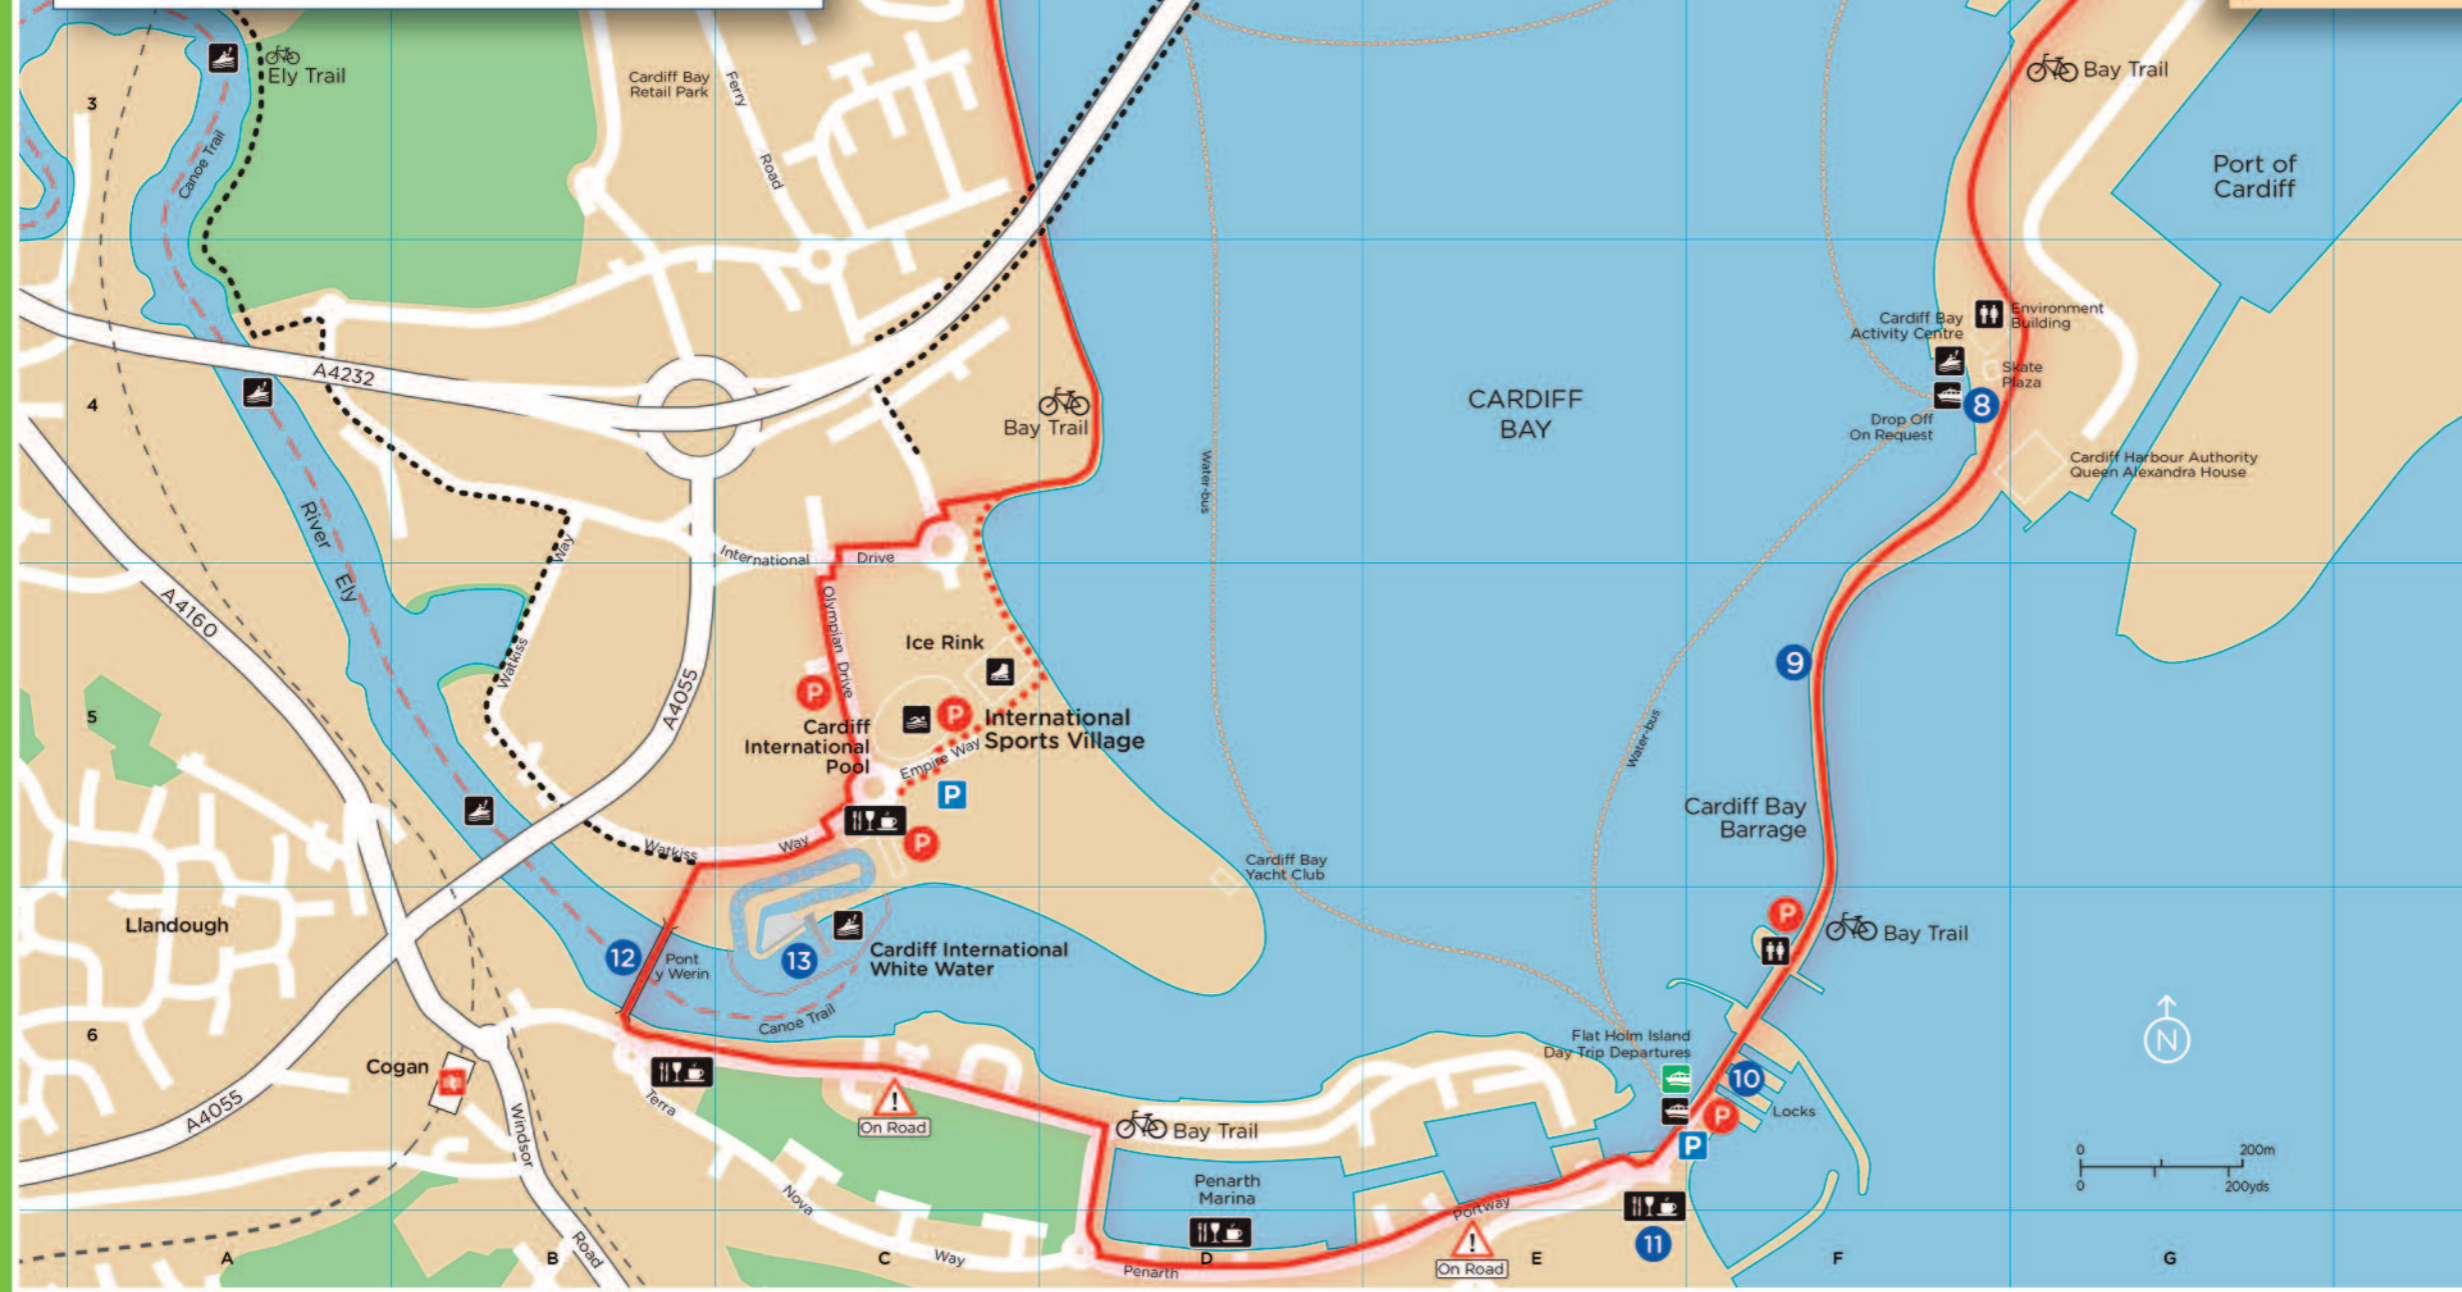 3
Ely Trail
Canoe Trail
Cardiff Bay
Retail Park
Ferry
Road
Bay Trail
Port of
Cardiff
4
A4232
Bay Trail
CARDIFF
BAY
Water-bus
Cardiff Bay
Activity Centre
Environment
Building
Skate
Plaza
8
Drop Off
On Request
Cardiff Harbour Authority
Queen Alexandra House
River
Ely
A4160
Way
Watkiss
International
Drive
Olympian Drive
A4055
5
Ice Rink
P
P
Cardiff
International
Pool
International
Sports Village
Empire Way
P
P
Watkiss
Way
9
Water-bus
Cardiff Bay
Barrage
Cardiff Bay
Yacht Club
P
Bay Trail
Llandough
12
Pont
y Werin
13
Cardiff International
White Water
Canoe Trail
6
Cogan
A4055
Windsor
Road
Terra
Nova
Way
!
On Road
Bay Trail
Penarth
Marina
Flat Holm Island
Day Trip Departures
10
P
Locks
P
N
0
200m
0
200yds
Portway
Penarth
!
On Road
11
A
B
C
D
E
F
G